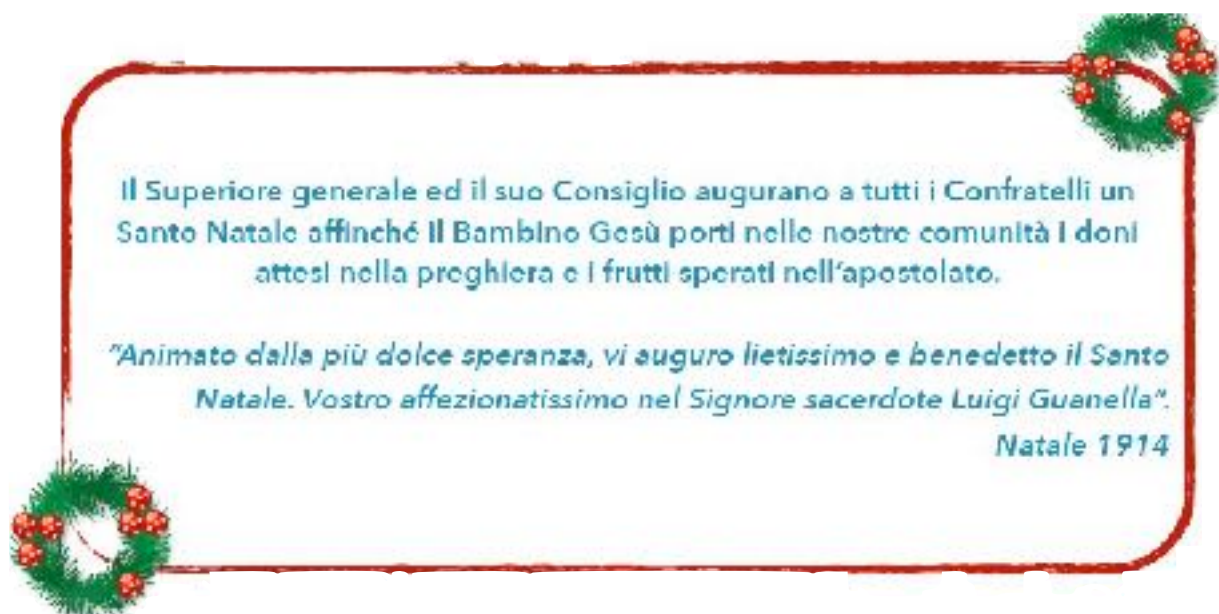 Il Superiore generale ed il suo Consiglio augurano a tutti i Confratelli un
Santo Natale affinché il Bambino Gesù porti nelle nostre comunità i doni
attesi nella preghiera e i frutti sperati nell'apostolato.
"Animato dalla più dolce speranza, vi auguro lietissimo e benedetto il Santo
Natale. Vostro affezionatissimo nel Signore sacerdote Luigi Guanella".
Natale 1914